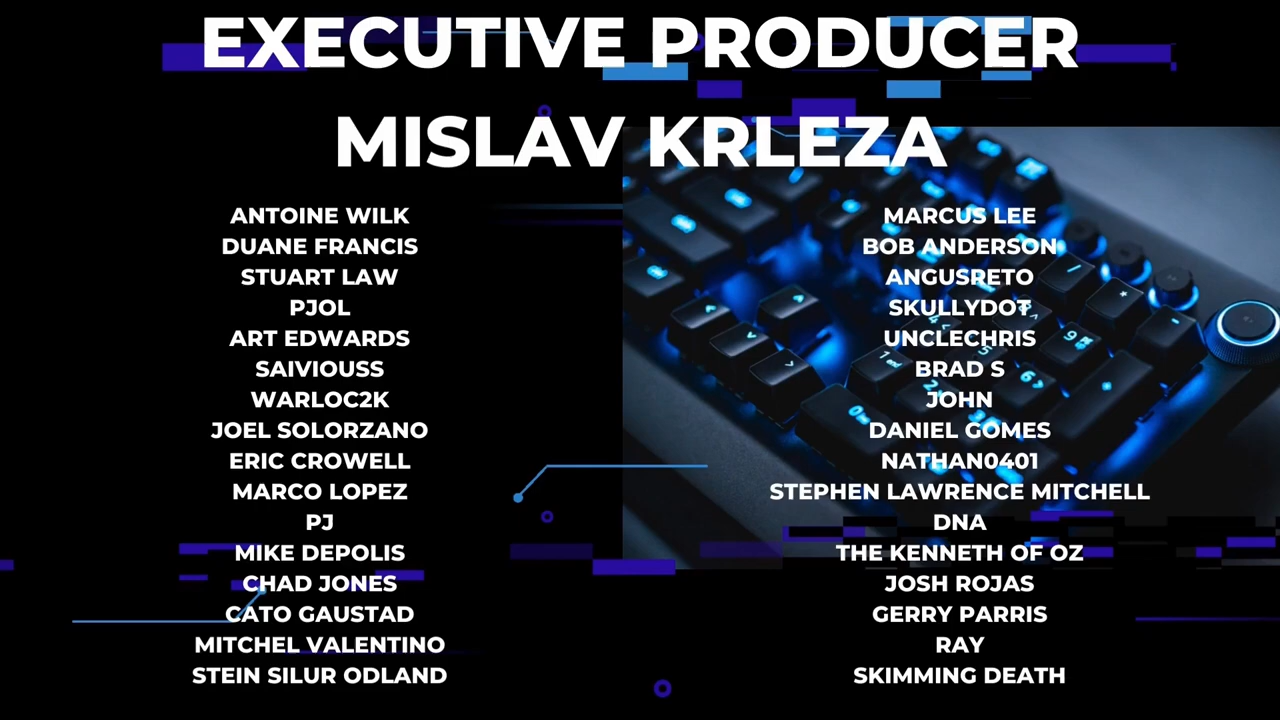 EXECUTIVE PRODUCER
MISLAV KRLEZA
ANTOINE WILK
DUANE FRANCIS
STUART LAW
PJOL
ART EDWARDS
SAIVIOUSS
WARLOC2K
JOEL SOLORZANO
ERIC CROWELL
MARCO LOPEZ
PJ
MIKE DEPOLIS
CHAD JONES
CATO GAUSTAD
MITCHEL VALENTINO
STEIN SILUR ODLAND
MARCUS LEE
BOB ANDERSON
ANGUSRETO
SKULLYDOT
UNCLECHRIS
BRAD S
JOHN
DANIEL GOMES
NATHAN0401
STEPHEN LAWRENCE MITCHELL
DNA
THE KENNETH OF OZ
JOSH ROJAS
GERRY PARRIS
RAY
SKIMMING DEATH